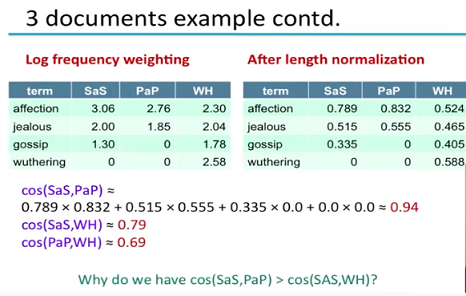 3 documents example contd.
Log frequency weighting
After length normalization
term SaS PaP WH
affection 3.06 2.76 2.30
jealous 2.00 1.85 2.04
gossip 1.30 0 1.78
wuthering 0 0 2.58
term SaS PaP WH
affection 0.789 0.832 0.524
jealous 0.515 0.555 0.465
gossip 0.335 0 0.405
wuthering 0 0 0.588
cos(SaS,PaP) ≈
0.789 × 0.832 + 0.515 × 0.555 + 0.335 × 0.0 + 0.0 × 0.0 ≈ 0.94
cos(SaS,WH) ≈ 0.79
cos(PaP,WH) ≈ 0.69
Why do we have cos(SaS,PaP) > cos(SAS,WH)?